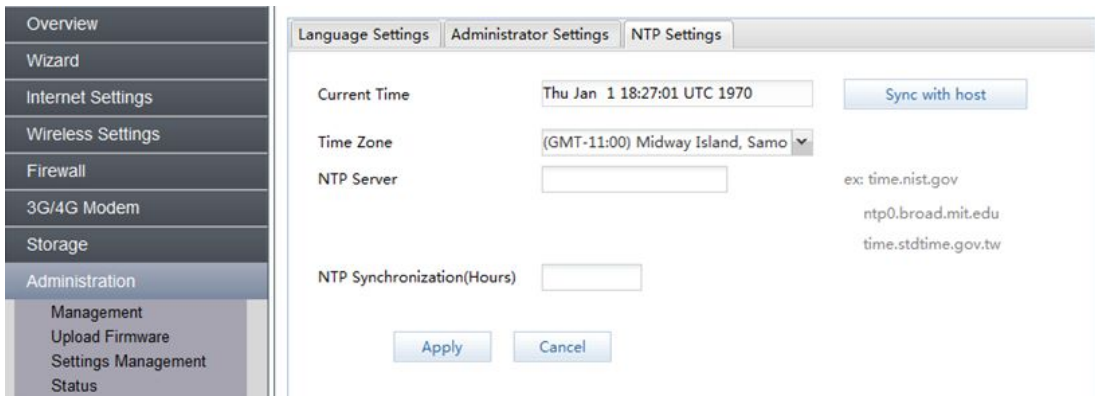 Overview
Wizard
Internet Settings
Wireless Settings
Firewall
3G/4G Modem
Storage
Administration
Management
Upload Firmware
Settings Management
Status
Language Settings Administrator Settings NTP Settings
Current Time Thu Jan 1 18:27:01 UTC 1970 Sync with host
Time Zone (GMT-11:00) Midway Island, Samo
NTP Server ex: time.nist.gov
ntp0.broad.mit.edu
time.stdtime.gov.tw
NTP Synchronization(Hours)
Apply Cancel